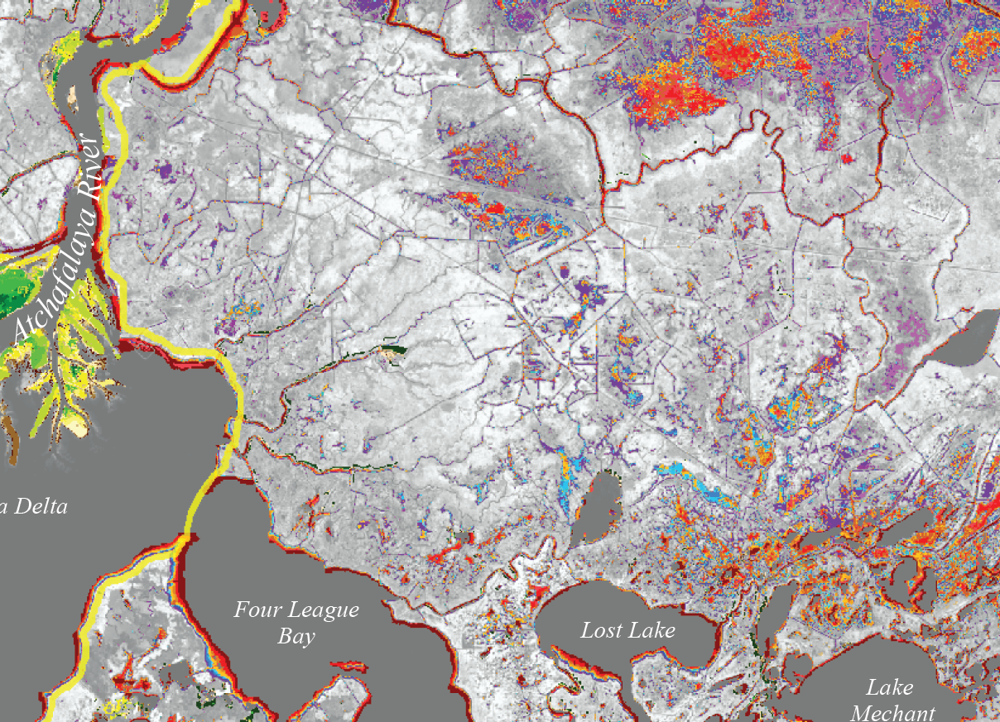 Atchafalaya River
a Delta
Four League
Bay
Lost Lake
Lake
Mechant